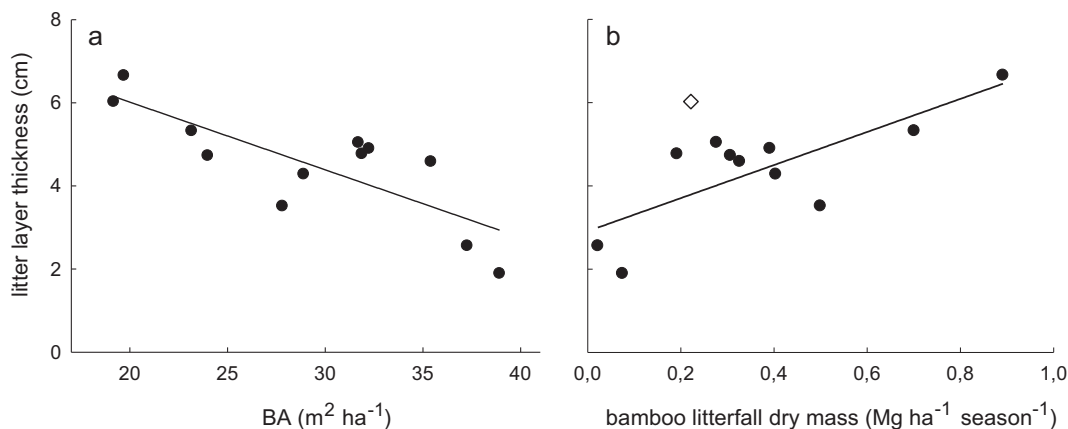 a
b
litter layer thickness (cm)
8
6
4
2
0
20 25 30 35 40
0,0 0,2 0,4 0,6 0,8 1,0
BA (m² ha⁻¹)
bamboo litterfall dry mass (Mg ha⁻¹ season⁻¹)